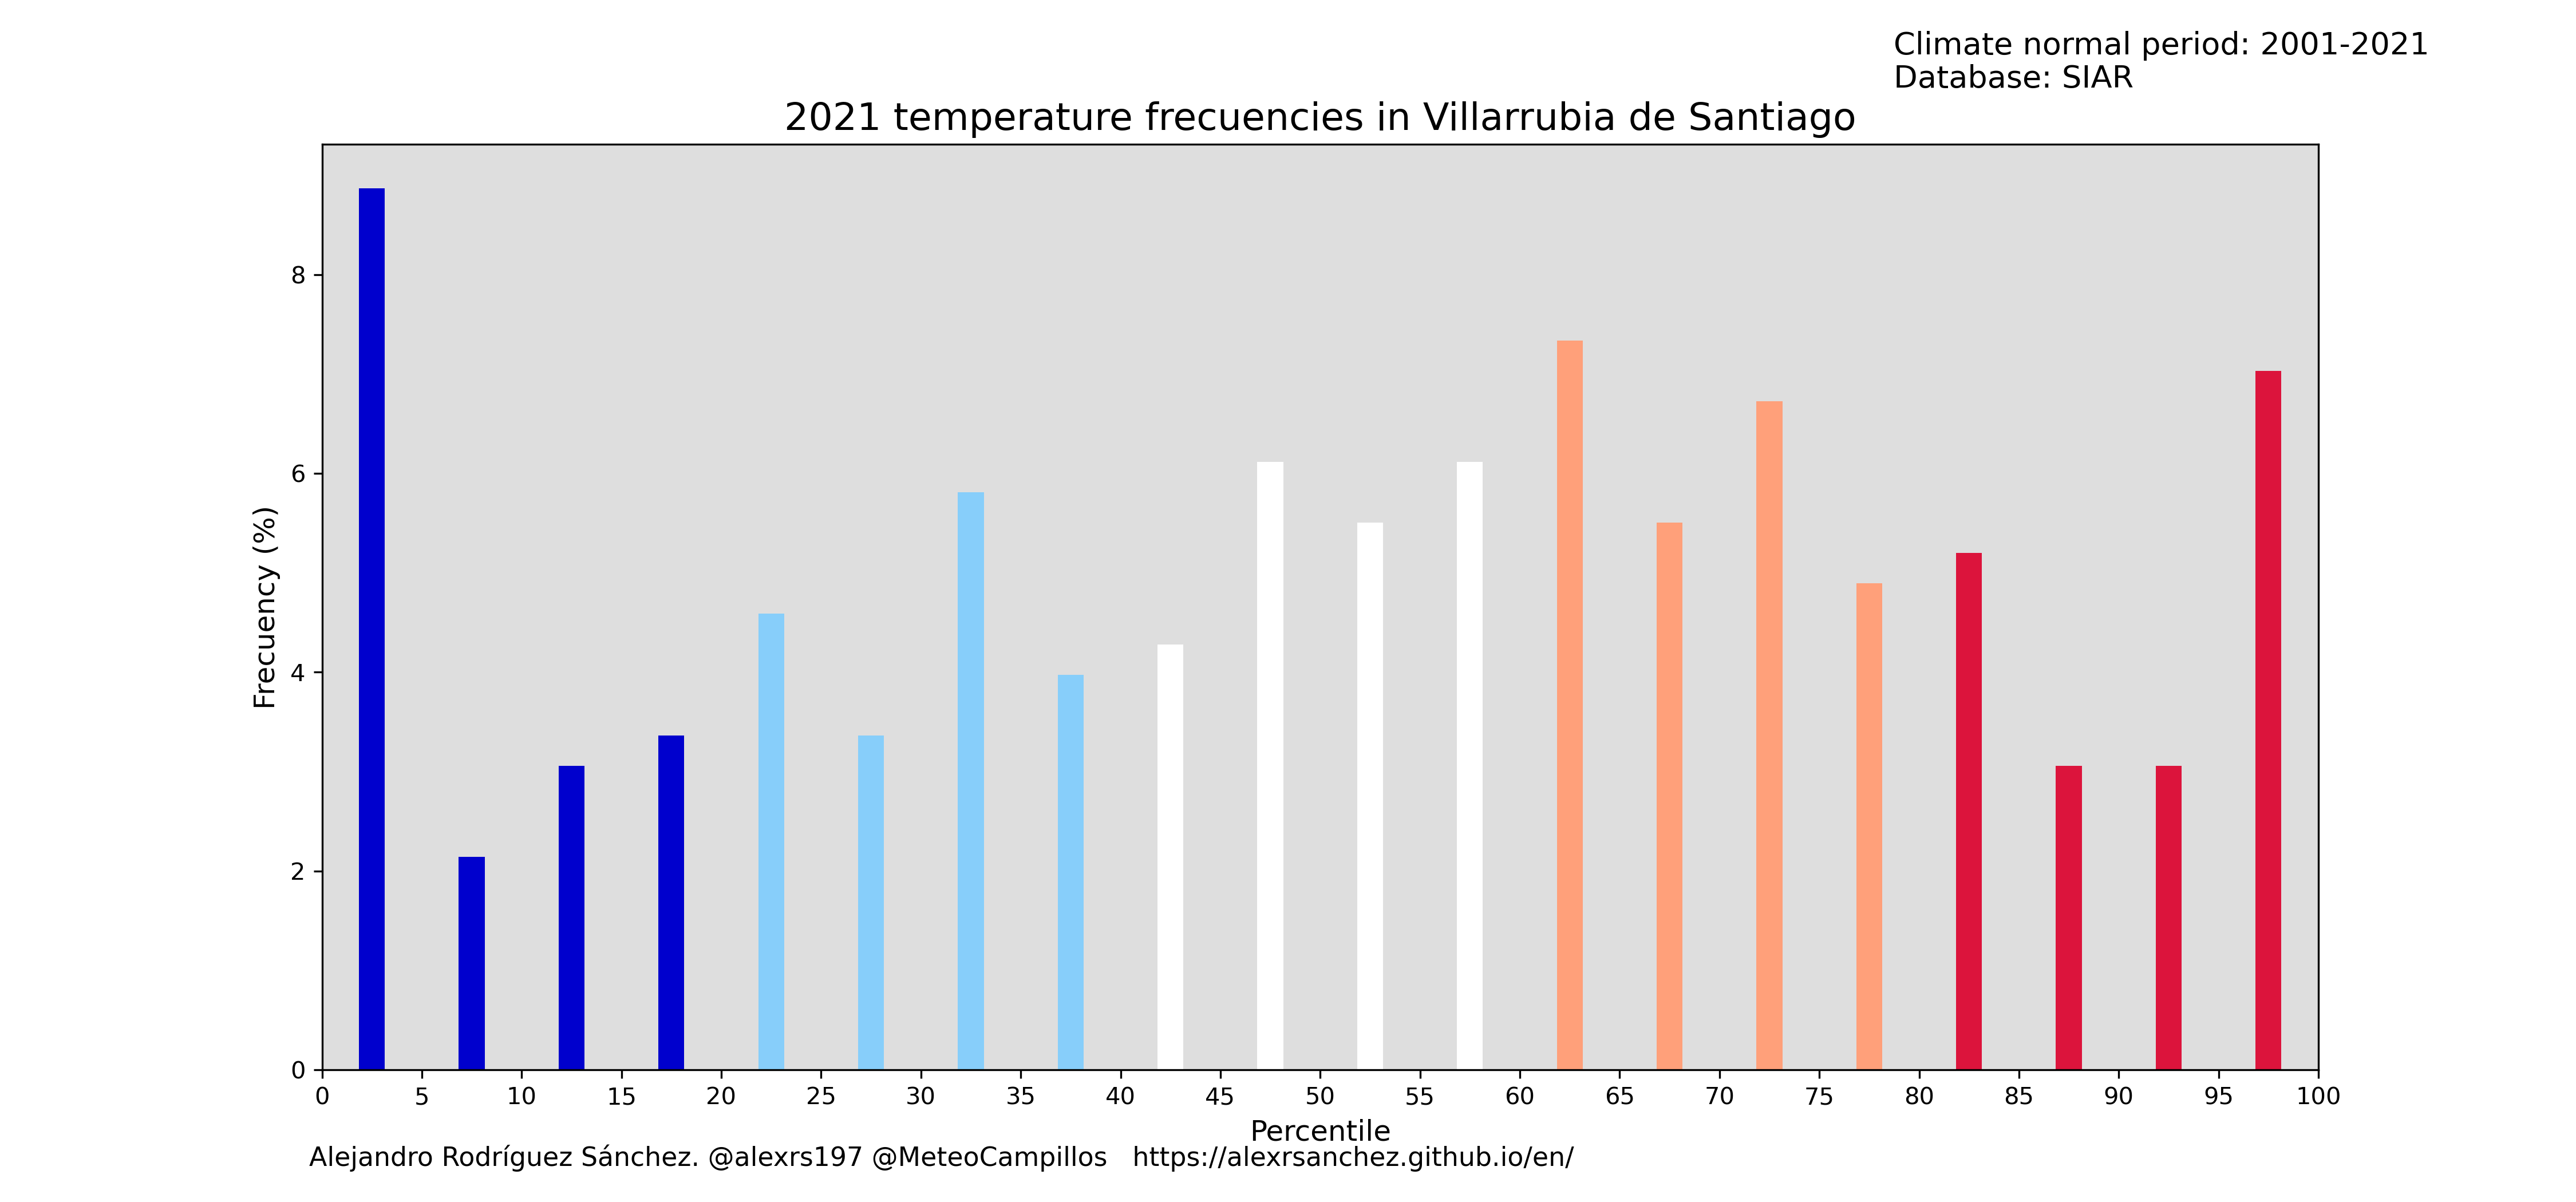 Climate normal period: 2001-2021
Database: SIAR
2021 temperature frecuencies in Villarrubia de Santiago
Frecuency (%)
8
6
4
2
0
0 5 10 15 20 25 30 35 40 45 50 55 60 65 70 75 80 85 90 95 100
Percentile
Alejandro Rodríguez Sánchez. @alexrs197 @MeteoCampillos https://alexrsanchez.github.io/en/